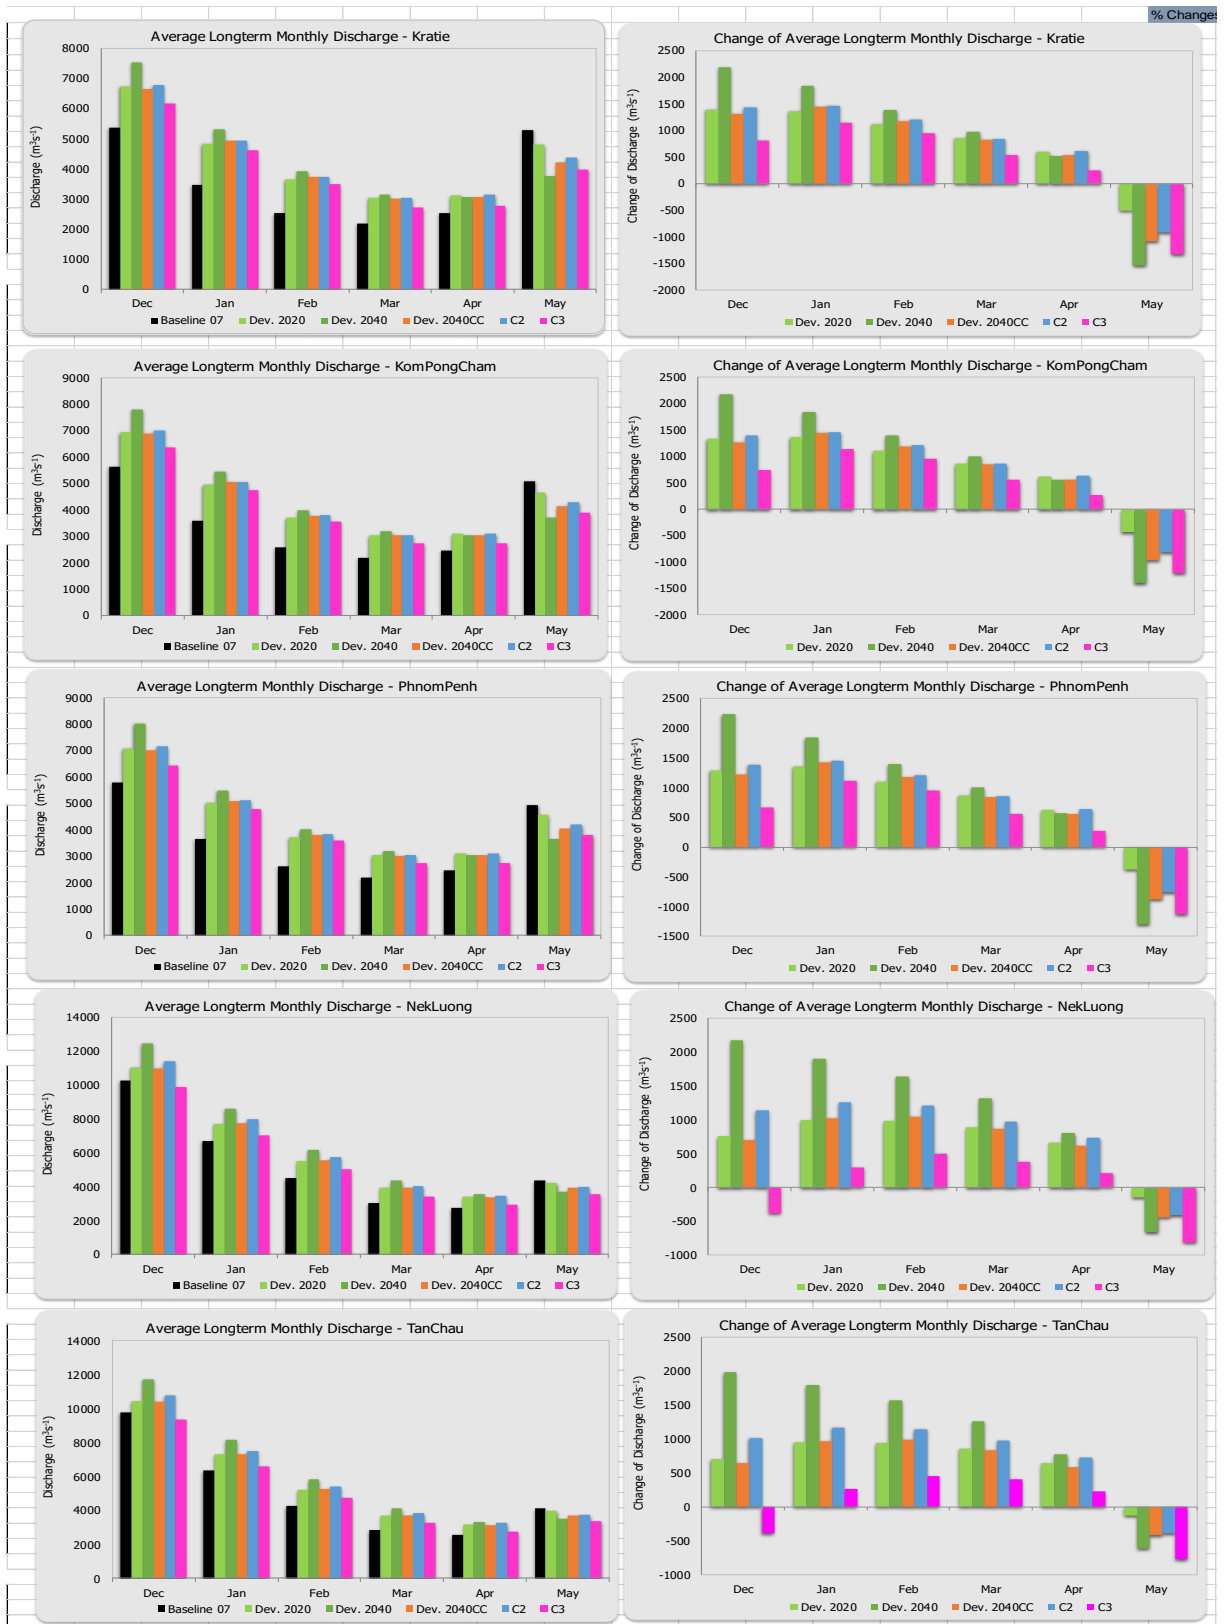 % Changes
Average Longterm Monthly Discharge - Kratie
Discharge (m³s⁻¹)
8000
7000
6000
5000
4000
3000
2000
1000
0
Dec Jan Feb Mar Apr May
Baseline 07 Dev. 2020 Dev. 2040 Dev. 2040CC C2 C3
Change of Average Longterm Monthly Discharge - Kratie
Change of Discharge (m³s⁻¹)
2500
2000
1500
1000
500
0
-500
-1000
-1500
-2000
Dec Jan Feb Mar Apr May
Dev. 2020 Dev. 2040 Dev. 2040CC C2 C3
Average Longterm Monthly Discharge - KomPongCham
Discharge (m³s⁻¹)
9000
8000
7000
6000
5000
4000
3000
2000
1000
0
Dec Jan Feb Mar Apr May
Baseline 07 Dev. 2020 Dev. 2040 Dev. 2040CC C2 C3
Change of Average Longterm Monthly Discharge - KomPongCham
Change of Discharge (m³s⁻¹)
2500
2000
1500
1000
500
0
-500
-1000
-1500
-2000
Dec Jan Feb Mar Apr May
Dev. 2020 Dev. 2040 Dev. 2040CC C2 C3
Average Longterm Monthly Discharge - PhnomPenh
Discharge (m³s⁻¹)
9000
8000
7000
6000
5000
4000
3000
2000
1000
0
Dec Jan Feb Mar Apr May
Baseline 07 Dev. 2020 Dev. 2040 Dev. 2040CC C2 C3
Change of Average Longterm Monthly Discharge - PhnomPenh
Change of Discharge (m³s⁻¹)
2500
2000
1500
1000
500
0
-500
-1000
-1500
Dec Jan Feb Mar Apr May
Dev. 2020 Dev. 2040 Dev. 2040CC C2 C3
Average Longterm Monthly Discharge - NekLuong
Discharge (m³s⁻¹)
14000
12000
10000
8000
6000
4000
2000
0
Dec Jan Feb Mar Apr May
Baseline 07 Dev. 2020 Dev. 2040 Dev. 2040CC C2 C3
Change of Average Longterm Monthly Discharge - NekLuong
Change of Discharge (m³s⁻¹)
2500
2000
1500
1000
500
0
-500
-1000
Dec Jan Feb Mar Apr May
Dev. 2020 Dev. 2040 Dev. 2040CC C2 C3
Average Longterm Monthly Discharge - TanChau
Discharge (m³s⁻¹)
14000
12000
10000
8000
6000
4000
2000
0
Dec Jan Feb Mar Apr May
Baseline 07 Dev. 2020 Dev. 2040 Dev. 2040CC C2 C3
Change of Average Longterm Monthly Discharge - TanChau
Change of Discharge (m³s⁻¹)
2500
2000
1500
1000
500
0
-500
-1000
Dec Jan Feb Mar Apr May
Dev. 2020 Dev. 2040 Dev. 2040CC C2 C3